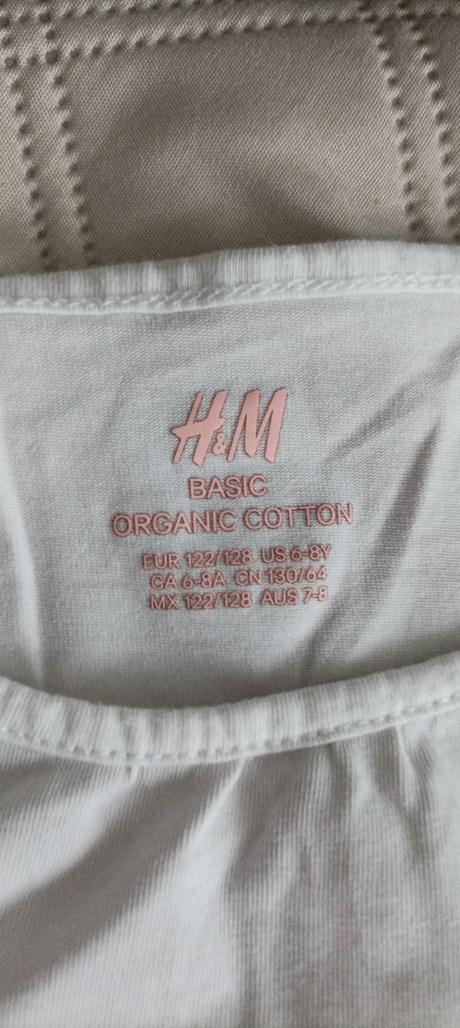 H&M
BASIC
ORGANIC COTTON
EUR 122/128 US 6-8Y
CA 6-8A CN 130/64
MX 122/128 AUS 7-8